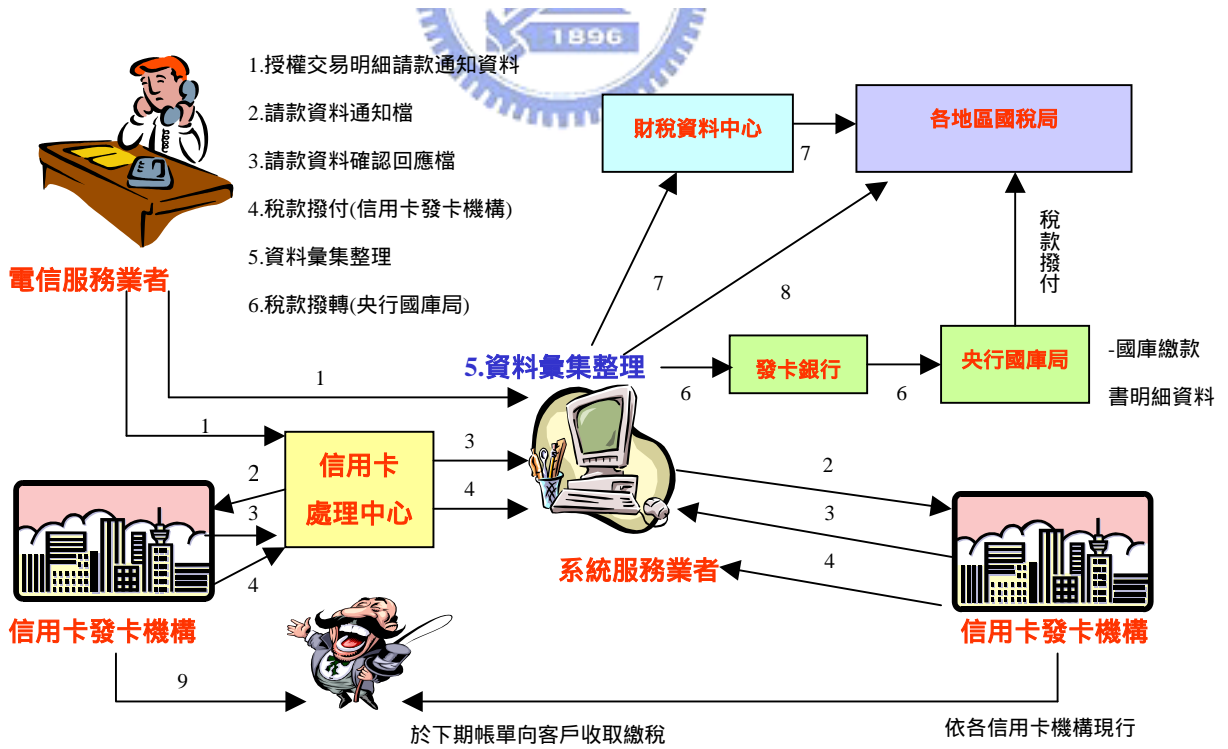 1896
1.授權交易明細請款通知資料
2.請款資料通知檔
3.請款資料確認回應檔
4.稅款撥付(信用卡發卡機構)
5.資料彙集整理
6.稅款撥轉(央行國庫局)
電信服務業者
財稅資料中心
7
各地區國稅局
稅款撥付
7
8
5.資料彙集整理
6
發卡銀行
6
央行國庫局
-國庫繳款
書明細資料
1
1
信用卡
處理中心
2
3
4
3
4
2
3
4
系統服務業者
信用卡發卡機構
信用卡發卡機構
9
於下期帳單向客戶收取繳稅
依各信用卡機構現行